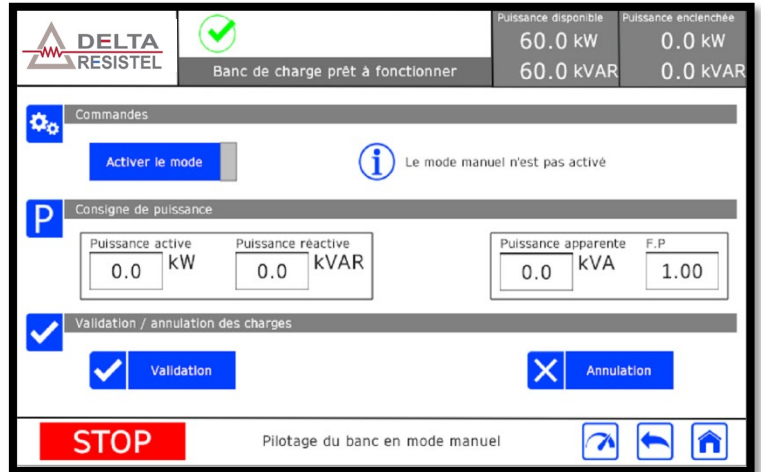 DELTA
RESISTEL
Banc de charge prêt à fonctionner
Puissance disponible
60.0 kW
60.0 kVAR
Puissance enclenchée
0.0 kW
0.0 kVAR
Commandes
Activer le mode
Le mode manuel n'est pas activé
P
Consigne de puissance
Puissance active
0.0 kW
Puissance réactive
0.0 kVAR
Puissance apparente
0.0 kVA
F.P
1.00
Validation / annulation des charges
Validation
Annulation
STOP
Pilotage du banc en mode manuel